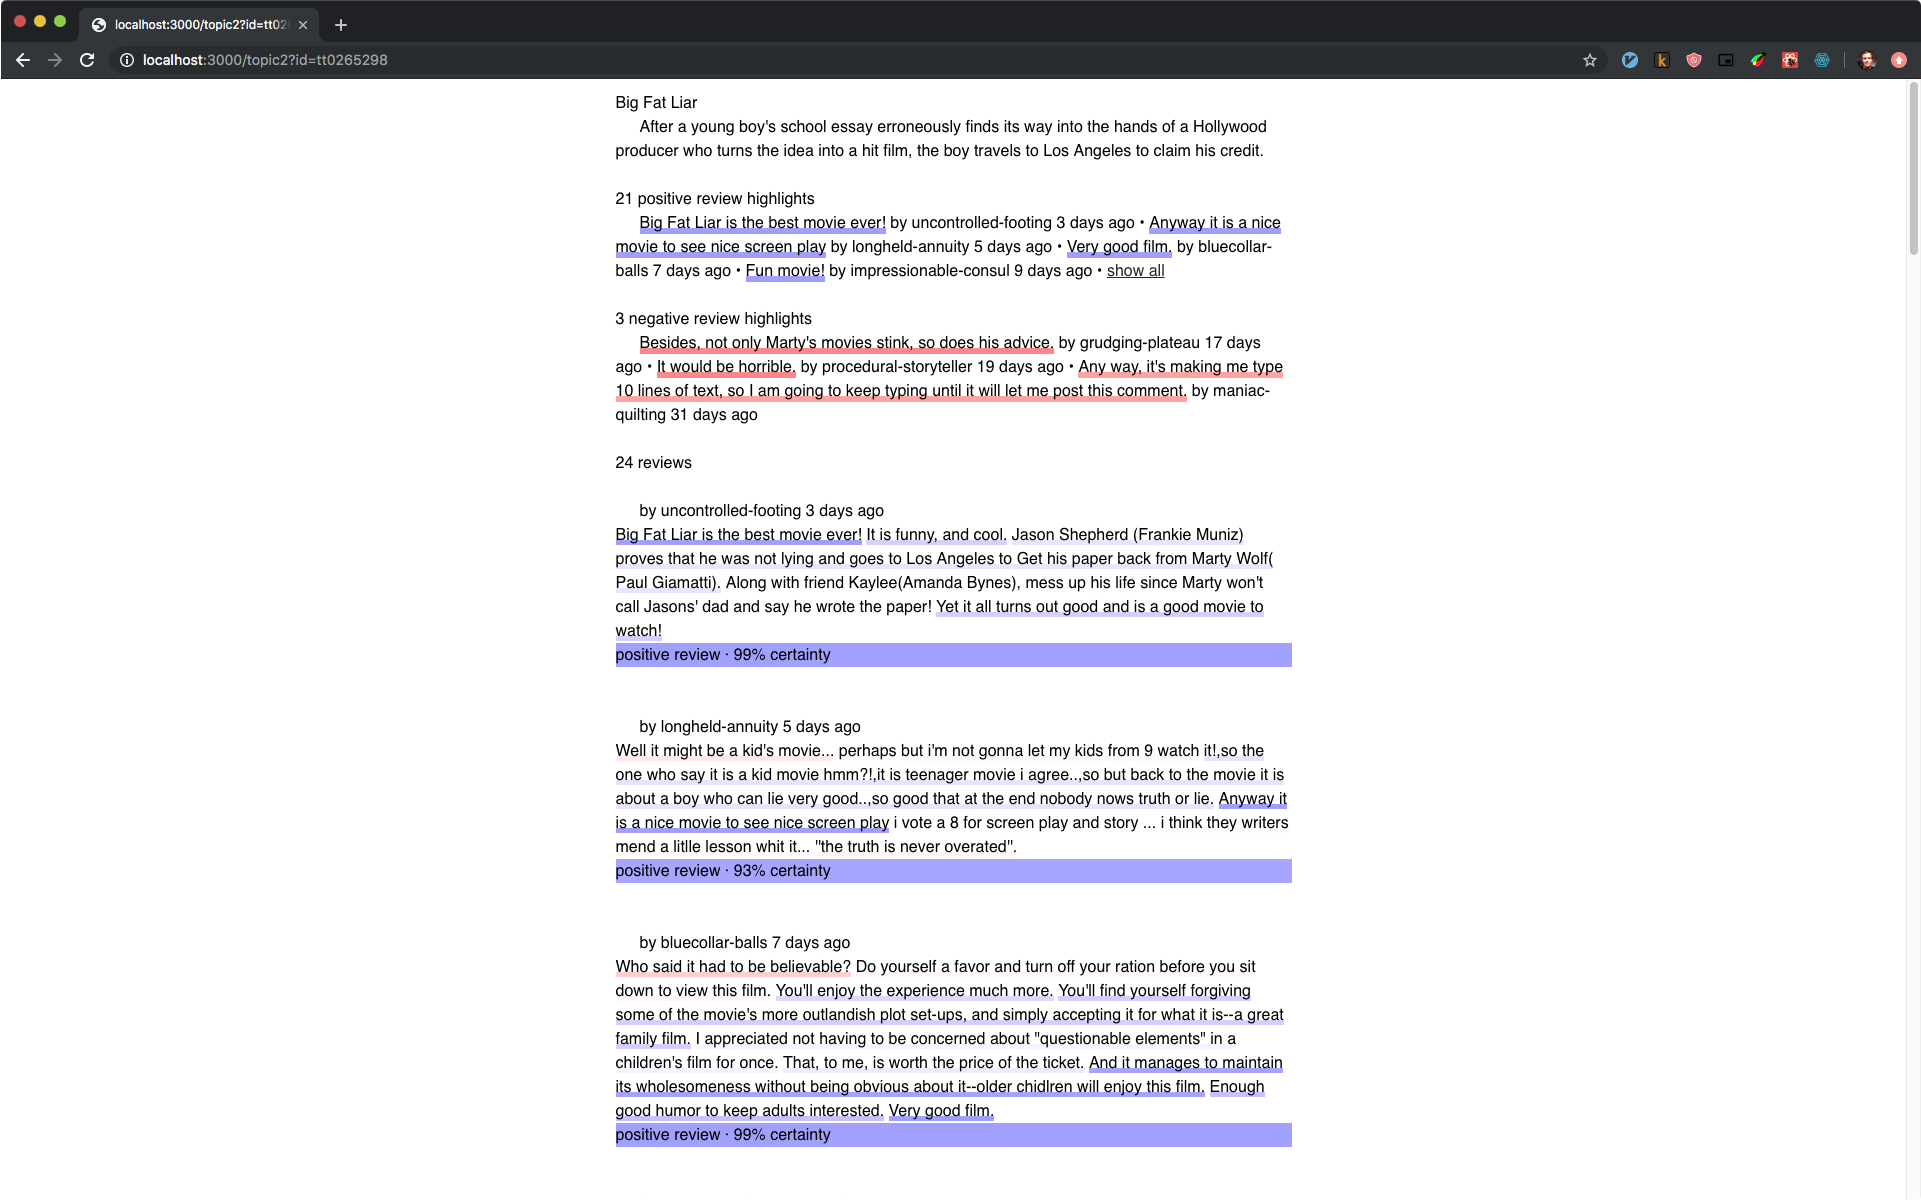 localhost:3000/topic2?id=tt02
localhost:3000/topic2?id=tt0265298
k
Big Fat Liar
After a young boy's school essay erroneously finds its way into the hands of a Hollywood
producer who turns the idea into a hit film, the boy travels to Los Angeles to claim his credit.
21 positive review highlights
Big Fat Liar is the best movie ever! by uncontrolled-footing 3 days ago • Anyway it is a nice
movie to see nice screen play by longheld-annuity 5 days ago • Very good film. by bluecollar-
balls 7 days ago • Fun movie! by impressionable-consul 9 days ago • show all
3 negative review highlights
Besides, not only Marty's movies stink, so does his advice. by grudging-plateau 17 days
ago • It would be horrible. by procedural-storyteller 19 days ago • Any way, it's making me type
10 lines of text, so I am going to keep typing until it will let me post this comment. by maniac-
quilting 31 days ago
24 reviews
by uncontrolled-footing 3 days ago
Big Fat Liar is the best movie ever! It is funny, and cool. Jason Shepherd (Frankie Muniz)
proves that he was not lying and goes to Los Angeles to Get his paper back from Marty Wolf(
Paul Giamatti). Along with friend Kaylee(Amanda Bynes), mess up his life since Marty won't
call Jasons' dad and say he wrote the paper! Yet it all turns out good and is a good movie to
watch!
positive review · 99% certainty
by longheld-annuity 5 days ago
Well it might be a kid's movie... perhaps but i'm not gonna let my kids from 9 watch it!,so the
one who say it is a kid movie hmm?!,it is teenager movie i agree..,so but back to the movie it is
about a boy who can lie very good..,so good that at the end nobody nows truth or lie. Anyway it
is a nice movie to see nice screen play i vote a 8 for screen play and story ... i think they writers
mend a litlle lesson whit it... "the truth is never overated".
positive review · 93% certainty
by bluecollar-balls 7 days ago
Who said it had to be believable? Do yourself a favor and turn off your ration before you sit
down to view this film. You'll enjoy the experience much more. You'll find yourself forgiving
some of the movie's more outlandish plot set-ups, and simply accepting it for what it is--a great
family film. I appreciated not having to be concerned about "questionable elements" in a
children's film for once. That, to me, is worth the price of the ticket. And it manages to maintain
its wholesomeness without being obvious about it--older chidlren will enjoy this film. Enough
good humor to keep adults interested. Very good film.
positive review · 99% certainty